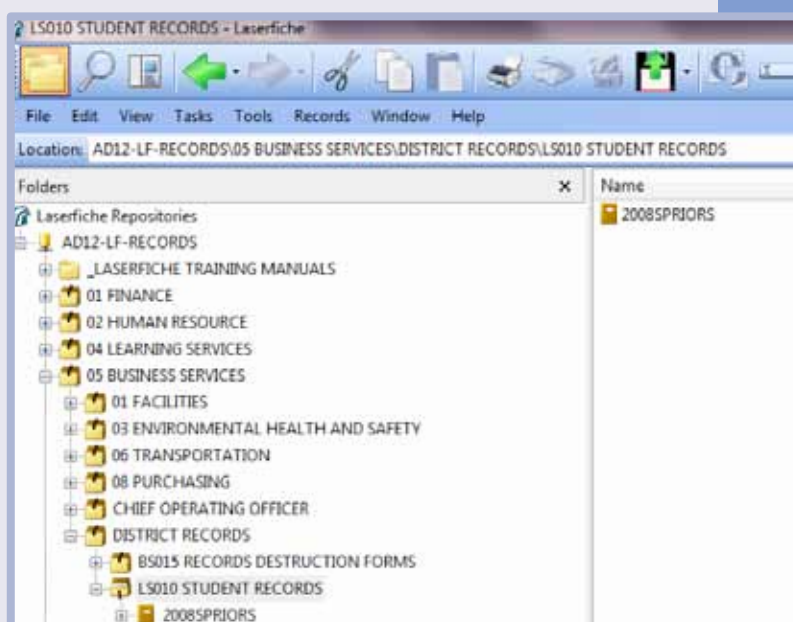 LS010 STUDENT RECORDS - Laserfiche
File Edit View Tasks Tools Records Window Help
Location: AD12-LF-RECORDS\05 BUSINESS SERVICES\DISTRICT RECORDS\LS010 STUDENT RECORDS
Folders x Name
Laserfiche Repositories
2008SPRIORS
AD12-LF-RECORDS
_LASERFICHE TRAINING MANUALS
01 FINANCE
02 HUMAN RESOURCE
04 LEARNING SERVICES
05 BUSINESS SERVICES
01 FACILITIES
03 ENVIRONMENTAL HEALTH AND SAFETY
06 TRANSPORTATION
08 PURCHASING
CHIEF OPERATING OFFICER
DISTRICT RECORDS
BS015 RECORDS DESTRUCTION FORMS
LS010 STUDENT RECORDS
2008SPRIORS